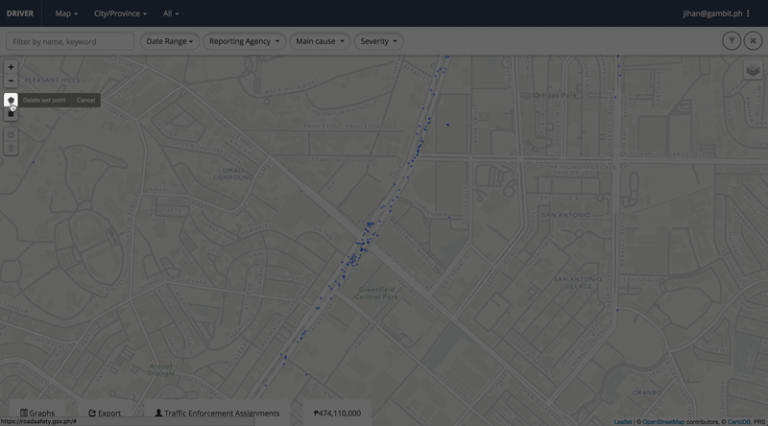 DRIVER Map City/Province All jihan@gambit.ph
Filter by name, keyword Date Range Reporting Agency Main cause Severity
+
−
PLEASANT HILLS
Delete last point Cancel
Ortigas Park
SAN ANTONIO
SAN ANTONIO
VILLAGE
Greenfield
Central Park
Graphs Export Traffic Enforcement Assignments ₱474,110,000
https://roadsafety.gov.ph/#
Leaflet | © OpenStreetMap contributors, © CartoDB, PRS